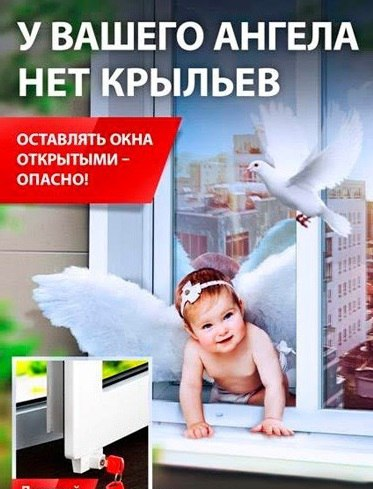 У ВАШЕГО АНГЕЛА
НЕТ КРЫЛЬЕВ
ОСТАВЛЯТЬ ОКНА
ОТКРЫТЫМИ –
ОПАСНО!